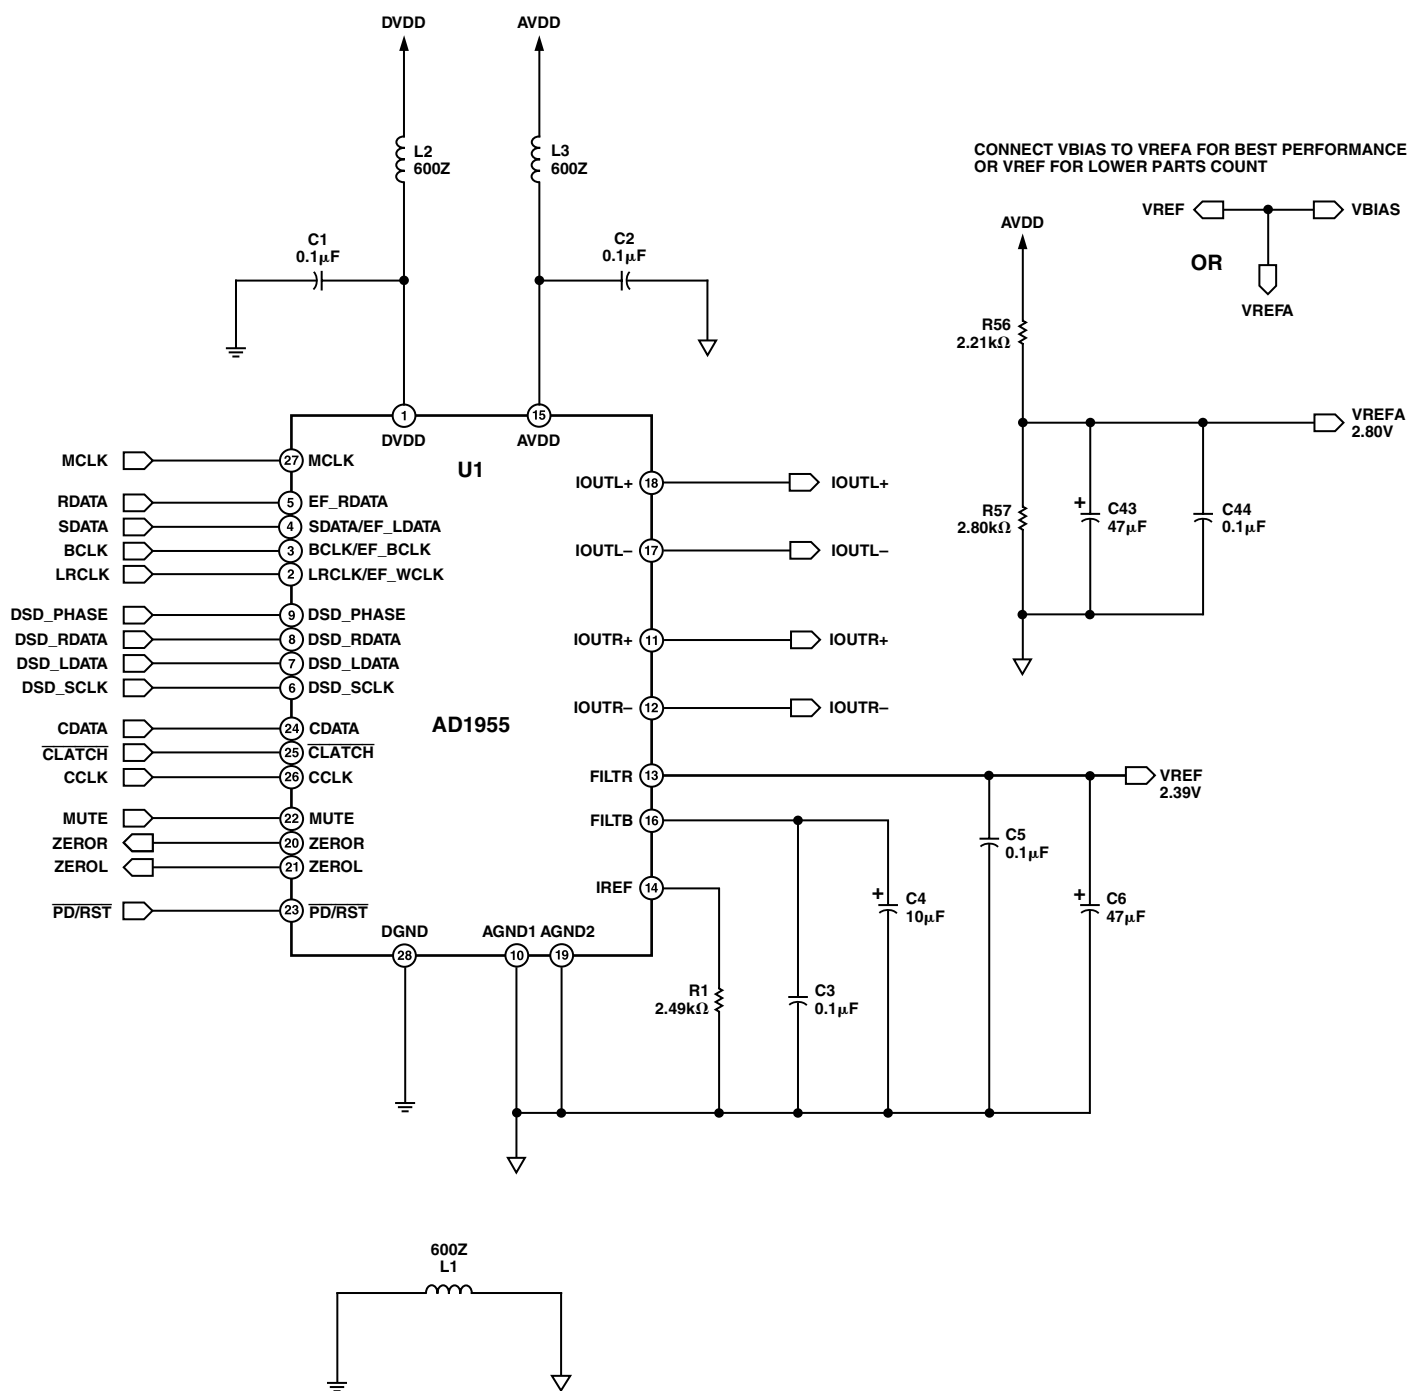 DVDD
AVDD
L2
600Z
L3
600Z
CONNECT VBIAS TO VREFA FOR BEST PERFORMANCE
OR VREF FOR LOWER PARTS COUNT
VREF
VBIAS
OR
VREFA
AVDD
C1
0.1μF
C2
0.1μF
R56
2.21kΩ
VREFA
2.80V
R57
2.80kΩ
+
C43
47μF
C44
0.1μF
1
DVDD
15
AVDD
U1
AD1955
MCLK
27
MCLK
RDATA
5
EF_RDATA
SDATA
4
SDATA/EF_LDATA
BCLK
3
BCLK/EF_BCLK
LRCLK
2
LRCLK/EF_WCLK
DSD_PHASE
9
DSD_PHASE
DSD_RDATA
8
DSD_RDATA
DSD_LDATA
7
DSD_LDATA
DSD_SCLK
6
DSD_SCLK
CDATA
24
CDATA
CLATCH
25
CLATCH
CCLK
26
CCLK
MUTE
22
MUTE
ZEROR
20
ZEROR
ZEROL
21
ZEROL
PD/RST
23
PD/RST
IOUTL+
18
IOUTL+
IOUTL–
17
IOUTL–
IOUTR+
11
IOUTR+
IOUTR–
12
IOUTR–
FILTR
13
VREF
2.39V
FILTB
16
IREF
14
C5
0.1μF
+
C4
10μF
+
C6
47μF
DGND
28
AGND1
10
AGND2
19
R1
2.49kΩ
C3
0.1μF
600Z
L1